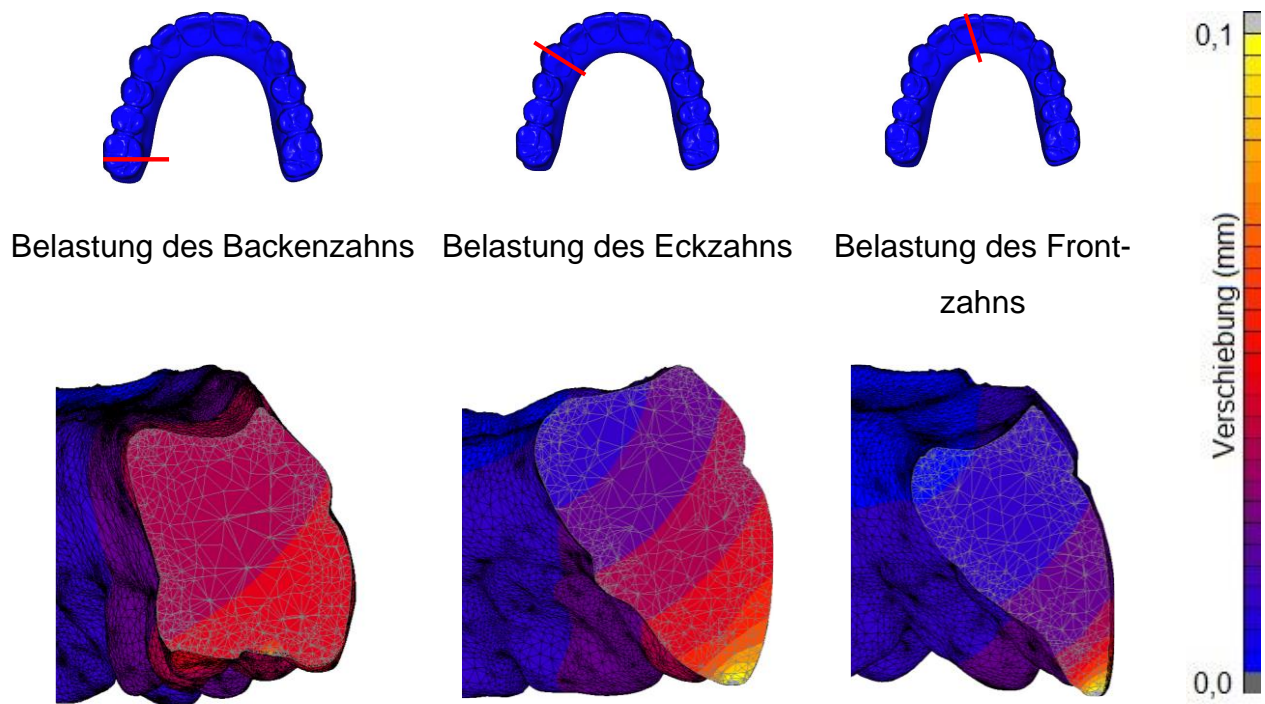 Belastung des Backenzahns
Belastung des Eckzahns
Belastung des Front-
zahns
0,1
Verschiebung (mm)
0,0